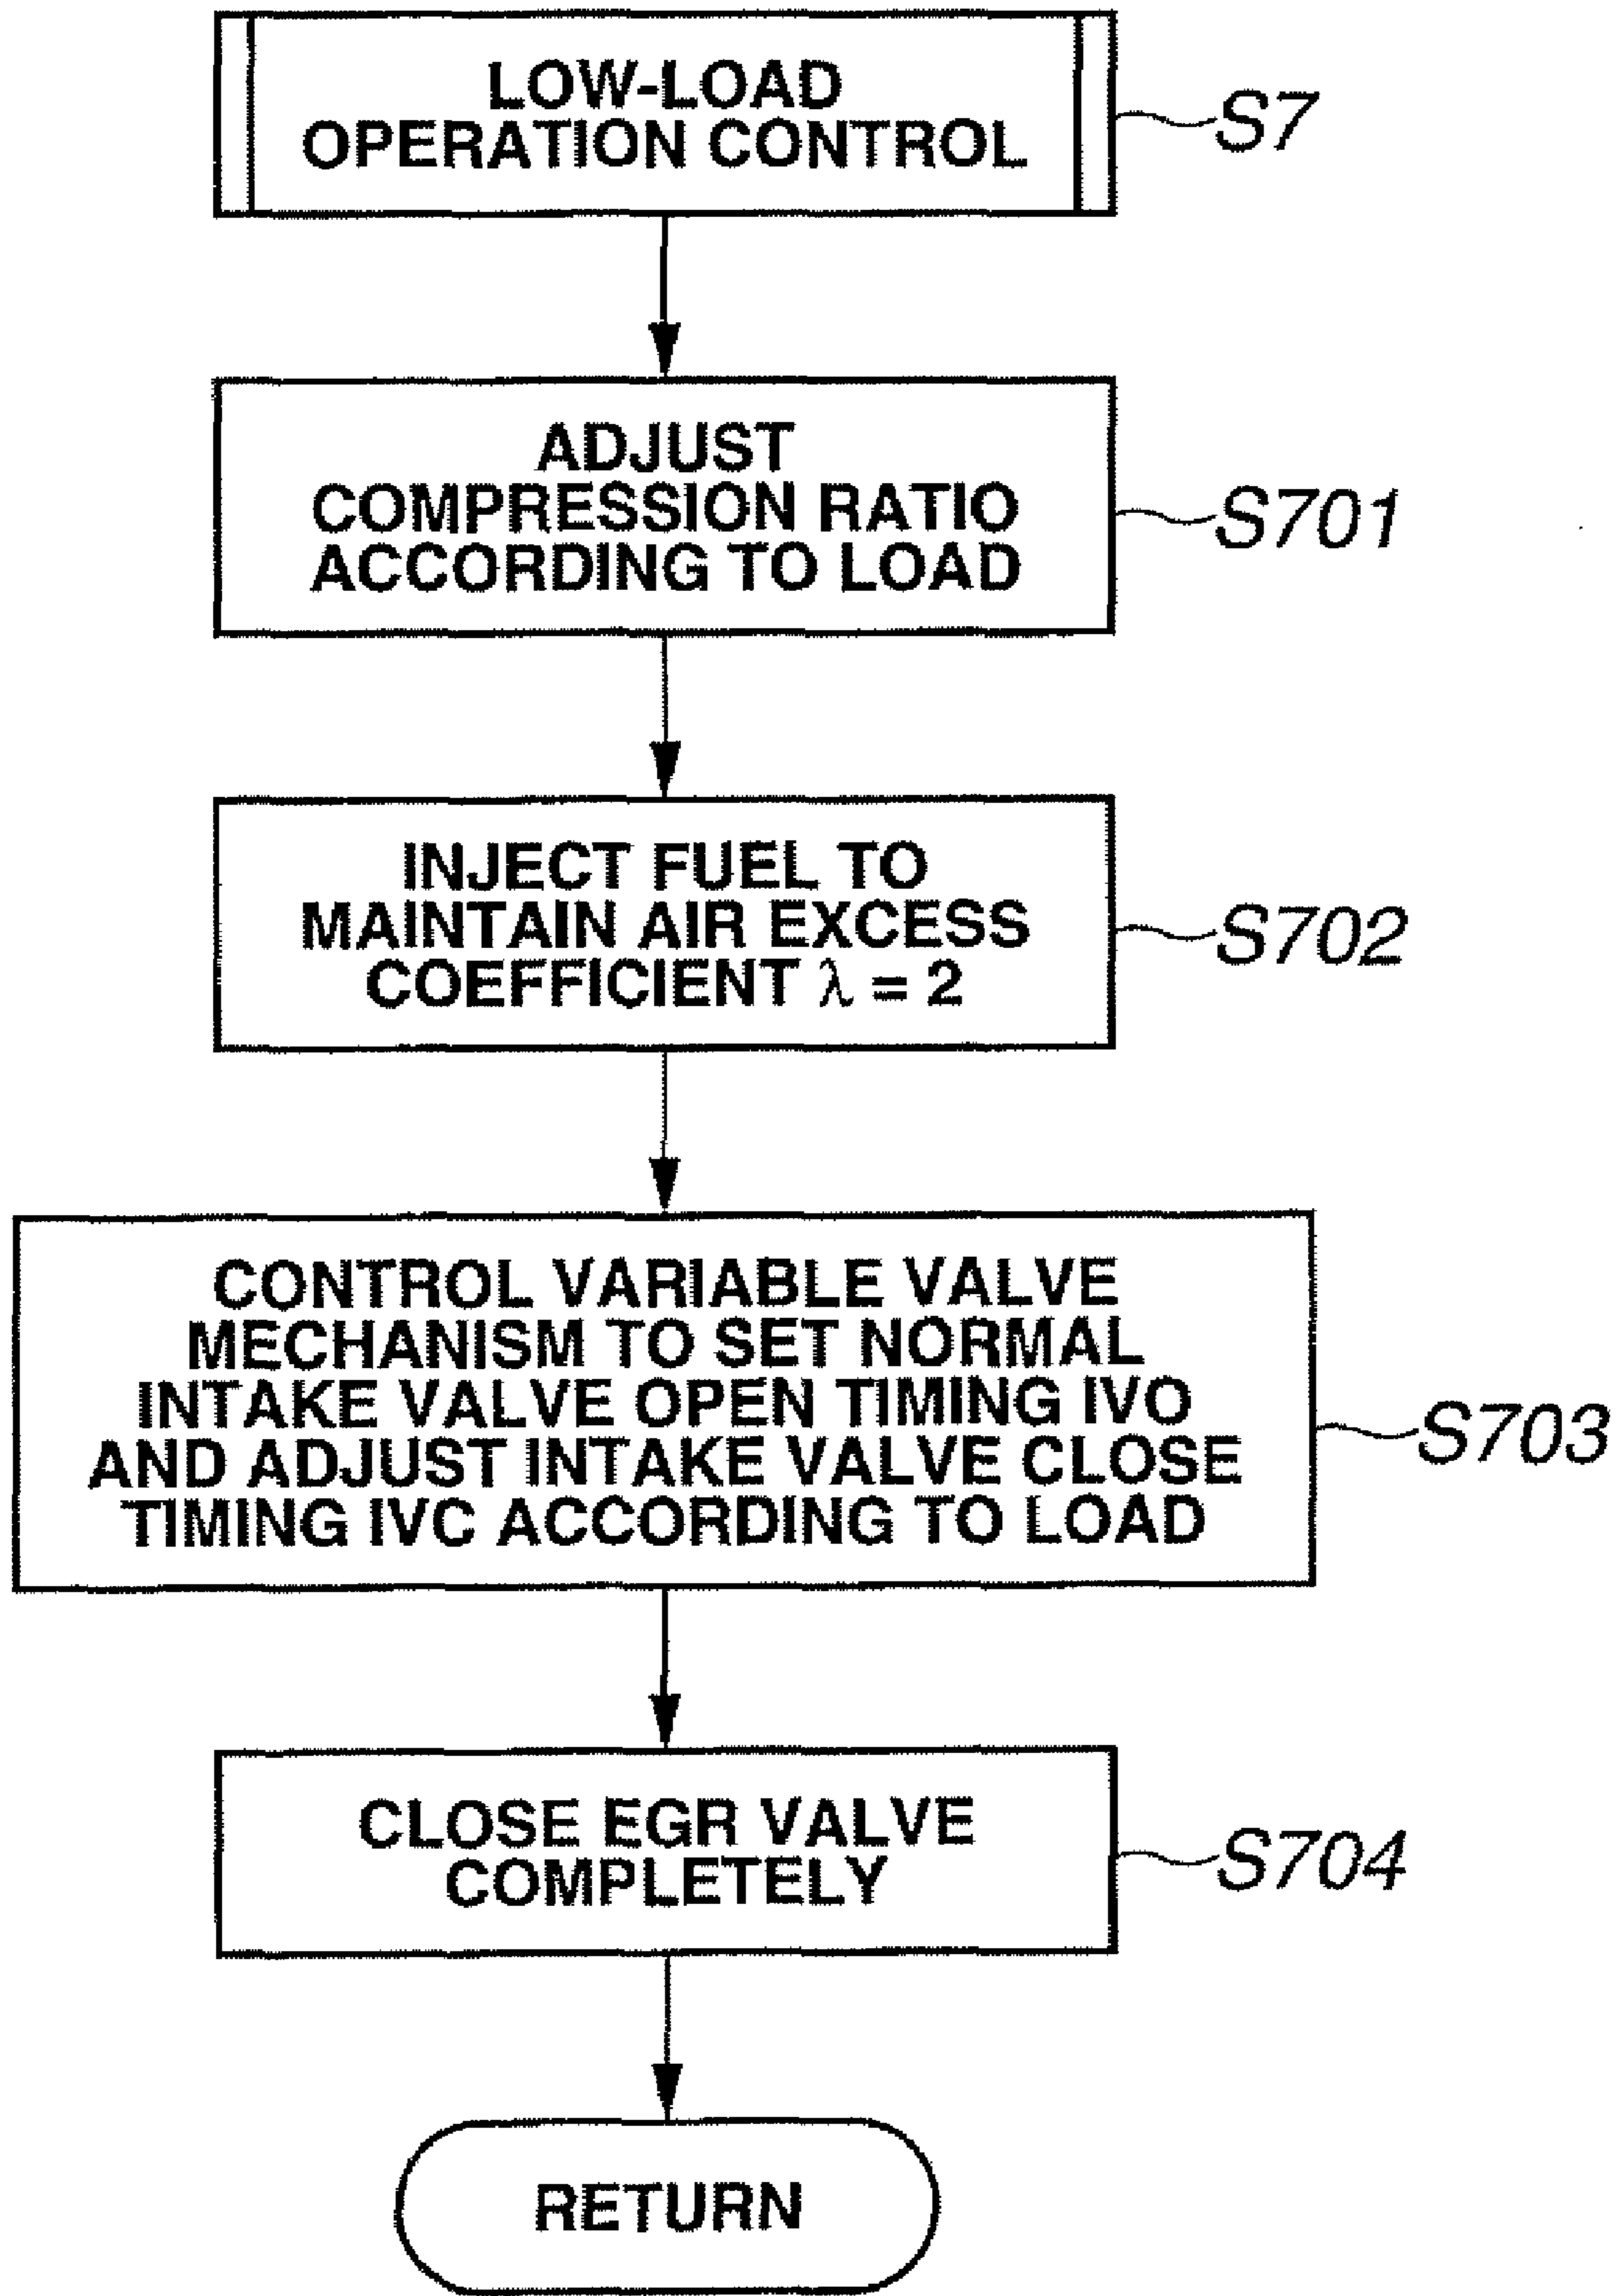 LOW-LOAD
OPERATION CONTROL
S7
ADJUST
COMPRESSION RATIO
ACCORDING TO LOAD
S701
INJECT FUEL TO
MAINTAIN AIR EXCESS
COEFFICIENT λ = 2
S702
CONTROL VARIABLE VALVE
MECHANISM TO SET NORMAL
INTAKE VALVE OPEN TIMING IVO
AND ADJUST INTAKE VALVE CLOSE
TIMING IVC ACCORDING TO LOAD
S703
CLOSE EGR VALVE
COMPLETELY
S704
RETURN